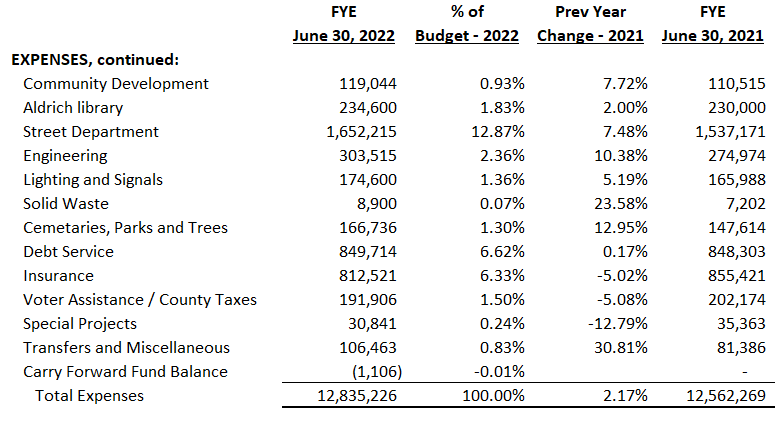 FYE % of Prev Year FYE
June 30, 2022 Budget - 2022 Change - 2021 June 30, 2021
EXPENSES, continued:
Community Development 119,044 0.93% 7.72% 110,515
Aldrich library 234,600 1.83% 2.00% 230,000
Street Department 1,652,215 12.87% 7.48% 1,537,171
Engineering 303,515 2.36% 10.38% 274,974
Lighting and Signals 174,600 1.36% 5.19% 165,988
Solid Waste 8,900 0.07% 23.58% 7,202
Cemetaries, Parks and Trees 166,736 1.30% 12.95% 147,614
Debt Service 849,714 6.62% 0.17% 848,303
Insurance 812,521 6.33% -5.02% 855,421
Voter Assistance / County Taxes 191,906 1.50% -5.08% 202,174
Special Projects 30,841 0.24% -12.79% 35,363
Transfers and Miscellaneous 106,463 0.83% 30.81% 81,386
Carry Forward Fund Balance (1,106) -0.01% -
Total Expenses 12,835,226 100.00% 2.17% 12,562,269